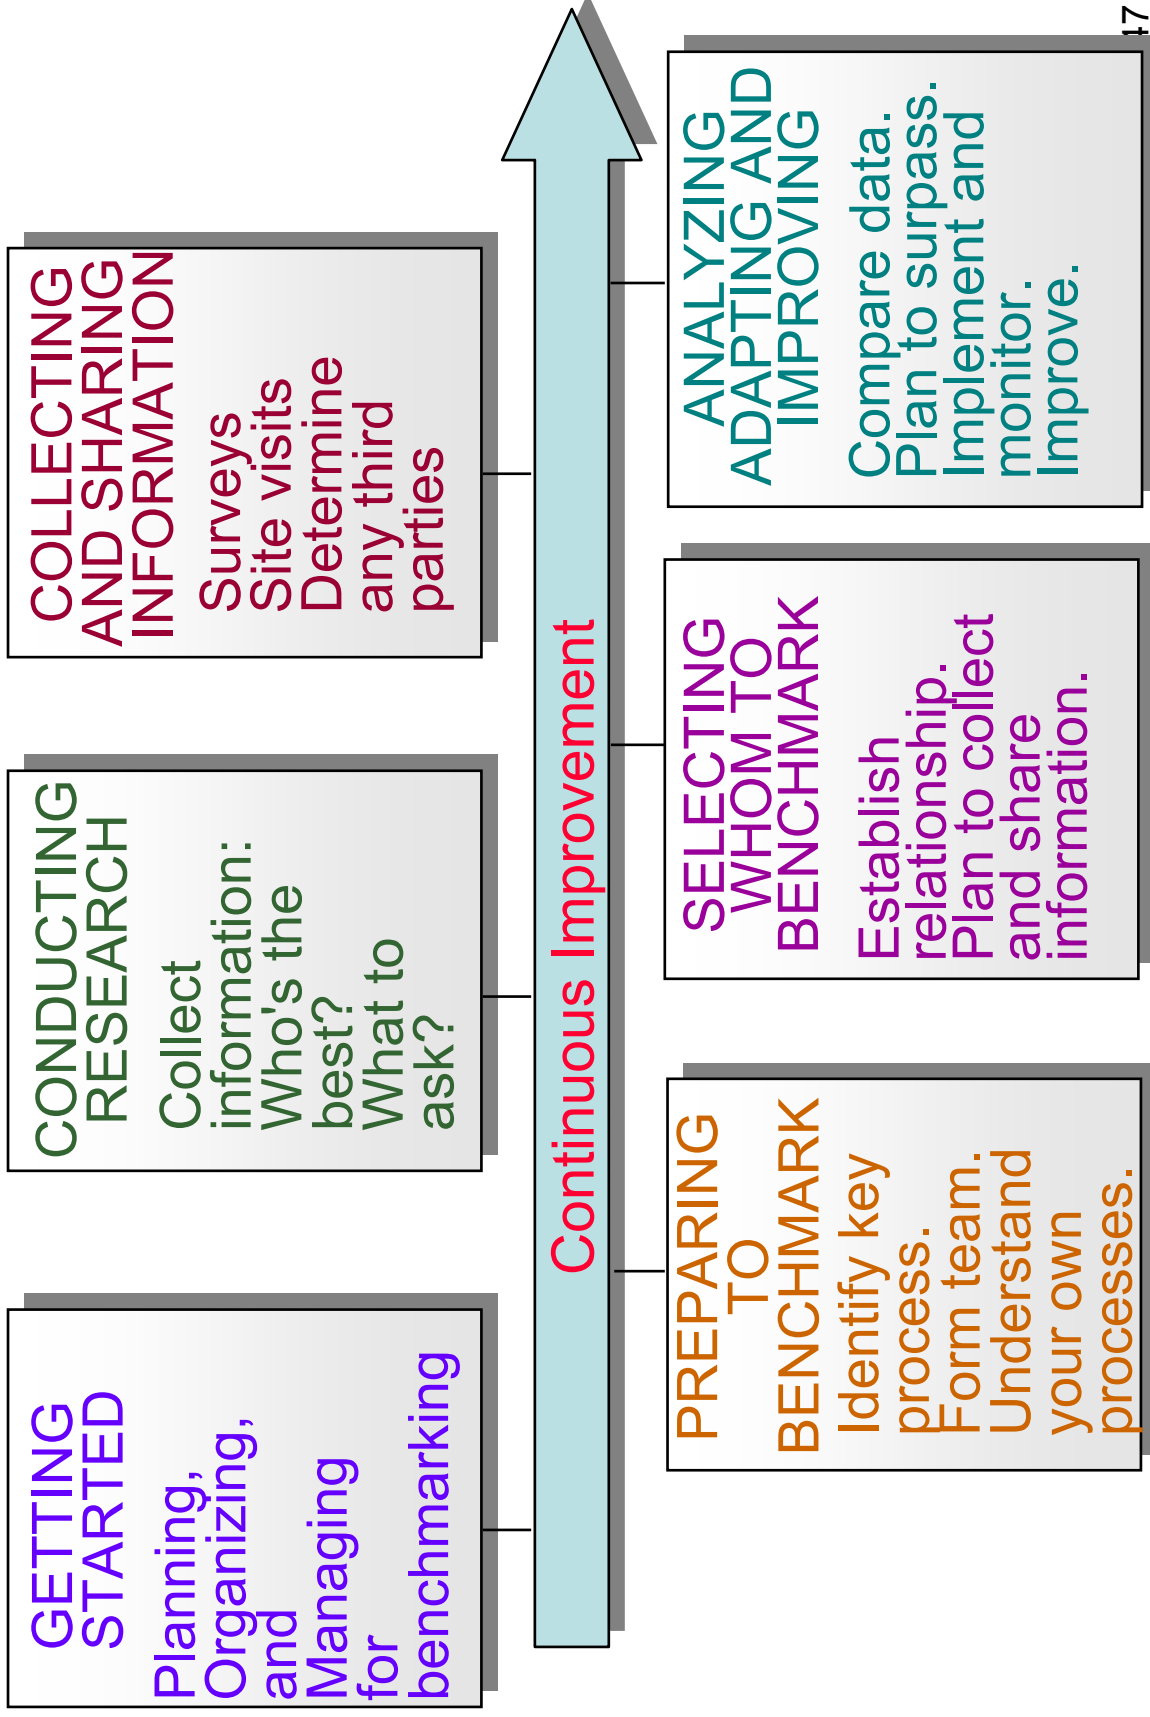 GETTING
STARTED
Planning,
Organizing,
and
Managing
for
benchmarking
CONDUCTING
RESEARCH
Collect
information:
Who's the
best?
What to
ask?
COLLECTING
AND SHARING
INFORMATION
Surveys
Site visits
Determine
any third
parties
Continuous Improvement
PREPARING
TO
BENCHMARK
Identify key
process.
Form team.
Understand
your own
processes.
SELECTING
WHOM TO
BENCHMARK
Establish
relationship.
Plan to collect
and share
information.
ANALYZING
ADAPTING AND
IMPROVING
Compare data.
Plan to surpass.
Implement and
monitor.
Improve.
47